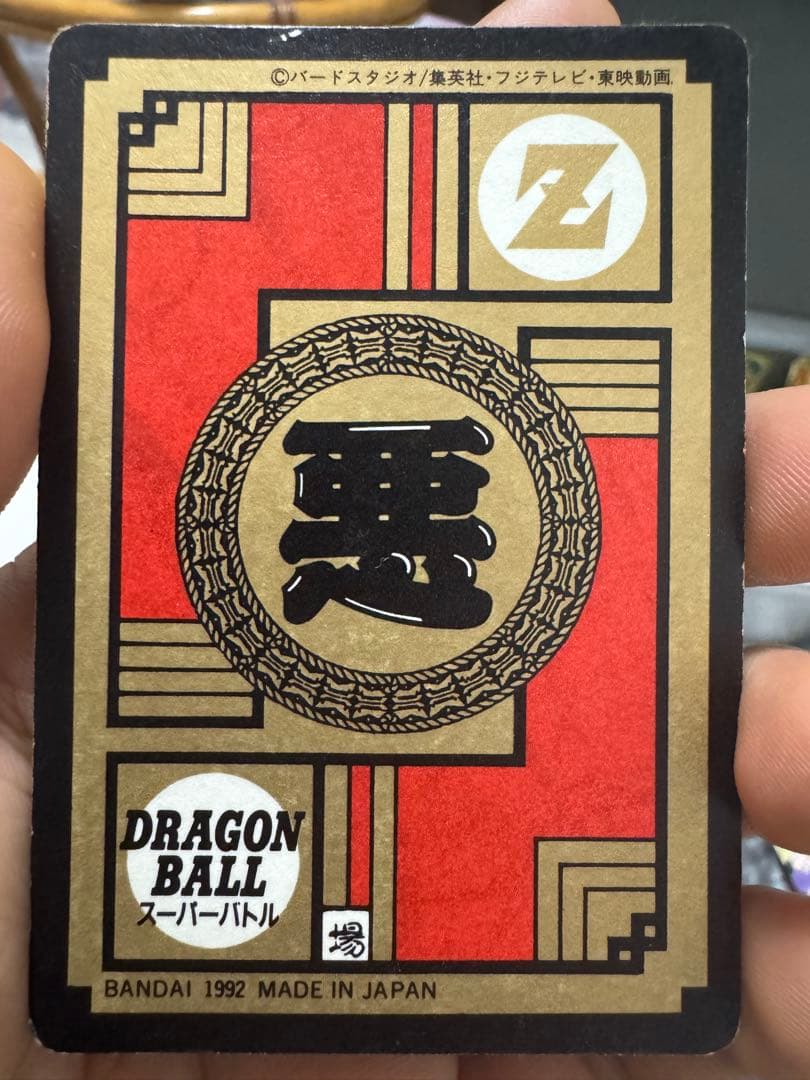 ©バードスタジオ/集英社・フジテレビ・東映動画
Z
悪
DRAGON
BALL
スーパーバトル
場
BANDAI 1992 MADE IN JAPAN